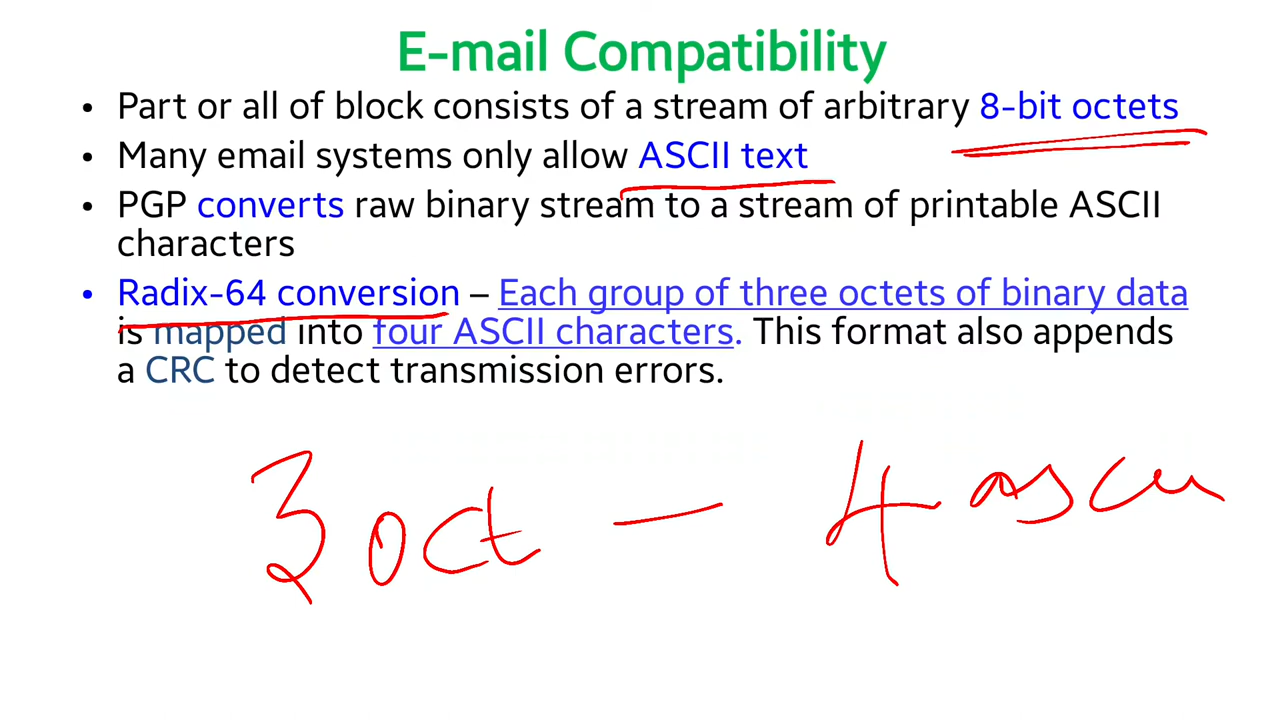 E-mail Compatibility
• Part or all of block consists of a stream of arbitrary 8-bit octets
• Many email systems only allow ASCII text
• PGP converts raw binary stream to a stream of printable ASCII
characters
• Radix-64 conversion – Each group of three octets of binary data
is mapped into four ASCII characters. This format also appends
a CRC to detect transmission errors.
3 oct — 4 ascii